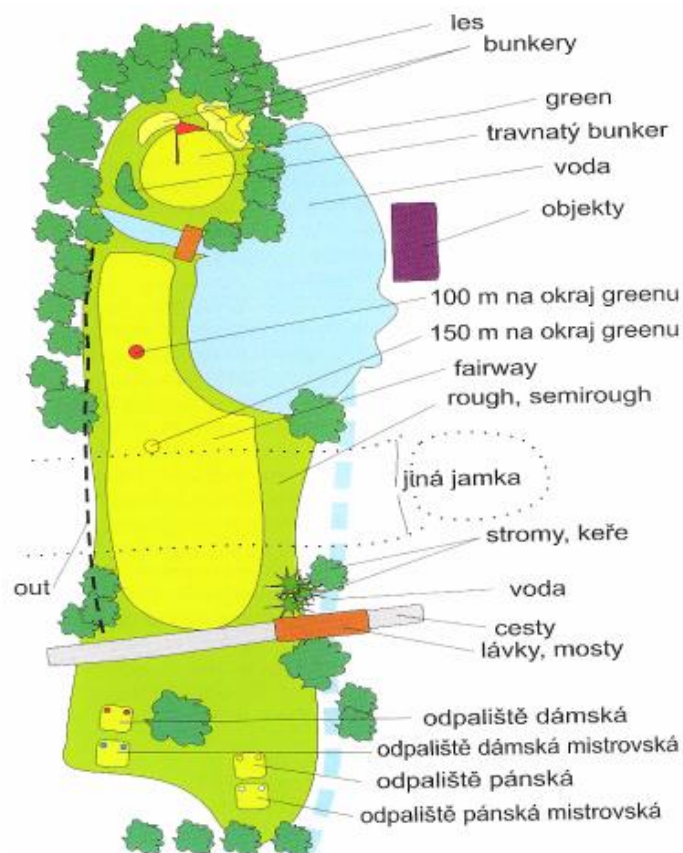 les
bunkery
green
travnatý bunker
voda
objekty
100 m na okraj greenu
150 m na okraj greenu
fairway
rough, semirough
jiná jamka
stromy, keře
out
voda
cesty
lávky, mosty
odpaliště dámská
odpaliště dámská mistrovská
odpaliště pánská
odpaliště pánská mistrovská